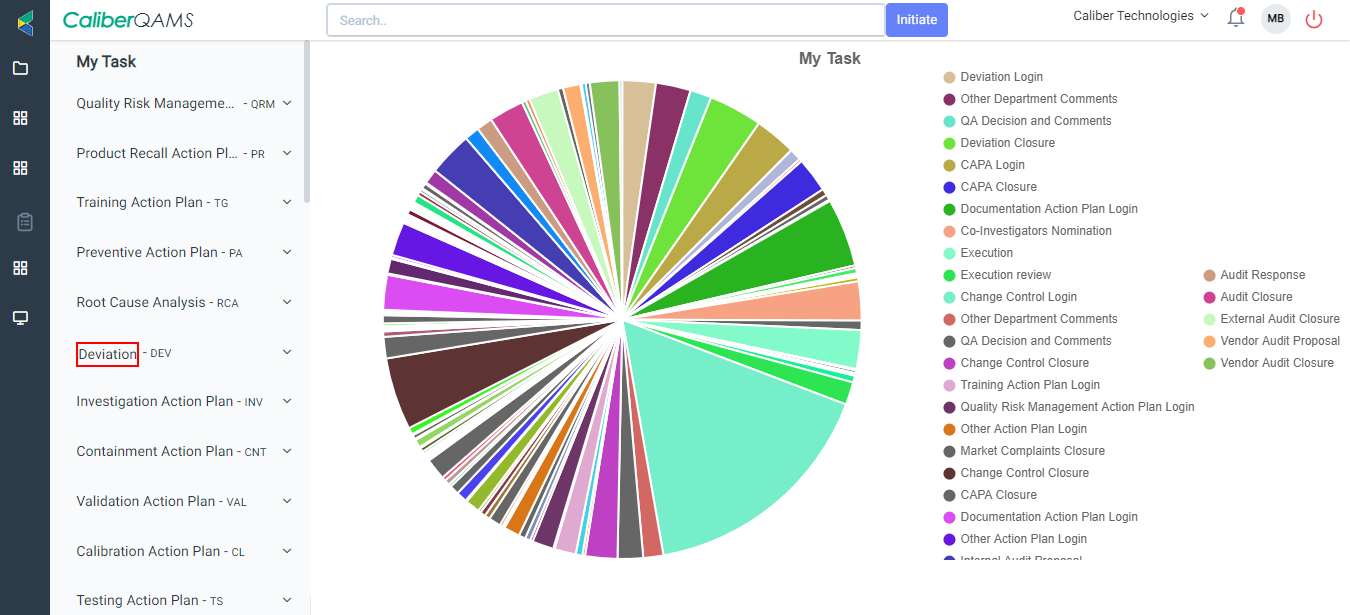 CaliberQAMS
Search..
Initiate
Caliber Technologies
MB
My Task
Quality Risk Manageme... - QRM
Product Recall Action Pl... - PR
Training Action Plan - TG
Preventive Action Plan - PA
Root Cause Analysis - RCA
Deviation - DEV
Investigation Action Plan - INV
Containment Action Plan - CNT
Validation Action Plan - VAL
Calibration Action Plan - CL
Testing Action Plan - TS
My Task
Deviation Login
Other Department Comments
QA Decision and Comments
Deviation Closure
CAPA Login
CAPA Closure
Documentation Action Plan Login
Co-Investigators Nomination
Execution
Execution review
Change Control Login
Other Department Comments
QA Decision and Comments
Change Control Closure
Training Action Plan Login
Quality Risk Management Action Plan Login
Other Action Plan Login
Market Complaints Closure
Change Control Closure
CAPA Closure
Documentation Action Plan Login
Other Action Plan Login
Internal Audit Proposal
Audit Response
Audit Closure
External Audit Closure
Vendor Audit Proposal
Vendor Audit Closure